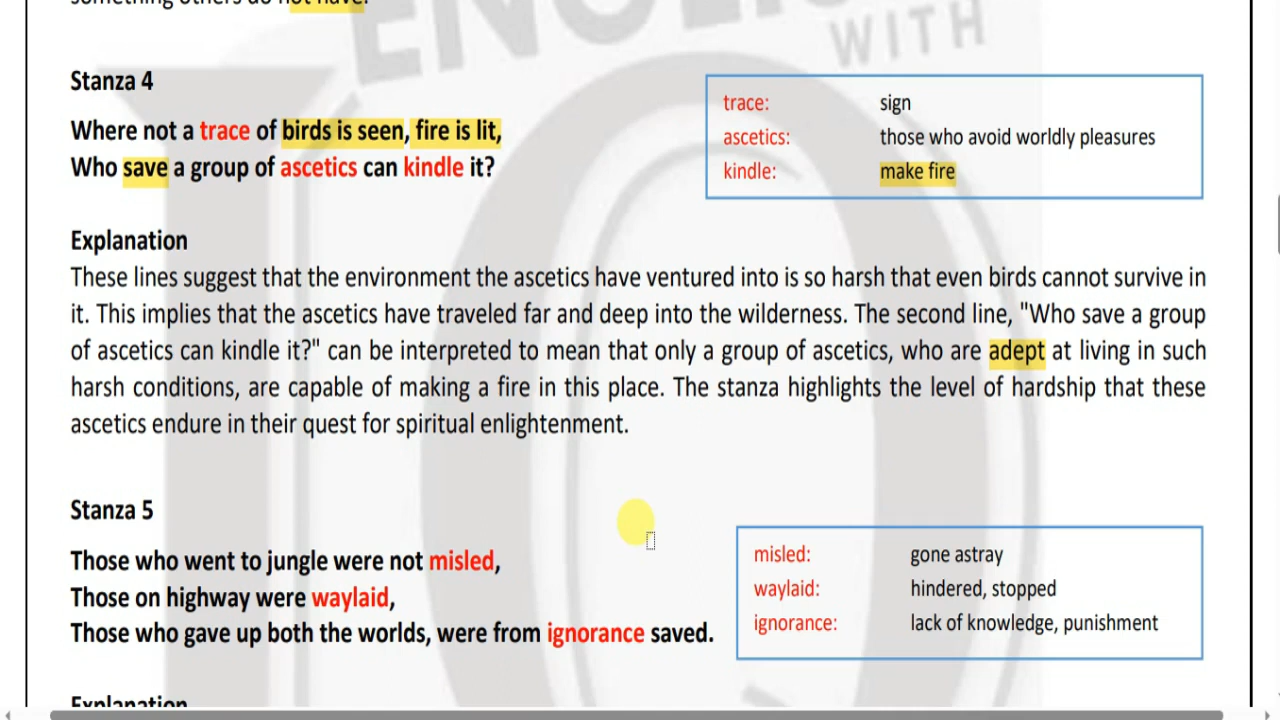 something others do not have.
ENGLISH
WITH
Stanza 4
Where not a trace of birds is seen, fire is lit,
Who save a group of ascetics can kindle it?
trace: sign
ascetics: those who avoid worldly pleasures
kindle: make fire
Explanation
These lines suggest that the environment the ascetics have ventured into is so harsh that even birds cannot survive in
it. This implies that the ascetics have traveled far and deep into the wilderness. The second line, "Who save a group
of ascetics can kindle it?" can be interpreted to mean that only a group of ascetics, who are adept at living in such
harsh conditions, are capable of making a fire in this place. The stanza highlights the level of hardship that these
ascetics endure in their quest for spiritual enlightenment.
Stanza 5
Those who went to jungle were not misled,
Those on highway were waylaid,
Those who gave up both the worlds, were from ignorance saved.
misled: gone astray
waylaid: hindered, stopped
ignorance: lack of knowledge, punishment
Explanation